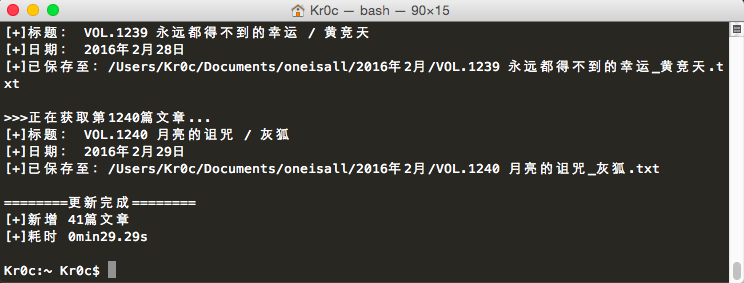 Kr0c — bash — 90×15
[+]标题： VOL.1239 永远都得不到的幸运 / 黄竞天
[+]日期： 2016年2月28日
[+]已保存至：/Users/Kr0c/Documents/oneisall/2016年2月/VOL.1239 永远都得不到的幸运_黄竞天.t
xt
>>>正在获取第1240篇文章...
[+]标题： VOL.1240 月亮的诅咒 / 灰狐
[+]日期： 2016年2月29日
[+]已保存至：/Users/Kr0c/Documents/oneisall/2016年2月/VOL.1240 月亮的诅咒_灰狐.txt
========更新完成========
[+]新增 41篇文章
[+]耗时 0min29.29s
Kr0c:~ Kr0c$